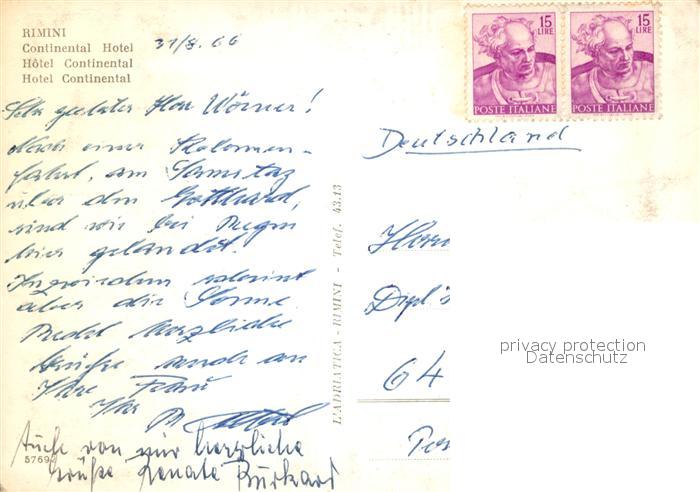 RIMINI
Continental Hotel
Hôtel Continental
Hotel Continental
31/8. 66
15
LIRE
POSTE ITALIANE
15
LIRE
POSTE ITALIANE
Sehr geehrter Herr Wörner!
Nach einer Kolonnen-
fahrt, am Samstag
über den Gotthard,
sind wir bei Regen
hier gelandet.
Inzwischen scheint
aber die Sonne
Recht herzliche
Grüße auch an
Ihre Frau
Ihr
Auch von mir herzliche
Grüße Renate Burkart
5769
L'ADRIATICA - RIMINI - Telef. 43.13
Deutschland
Herrn
Dipl's
64
privacy protection
Datenschutz